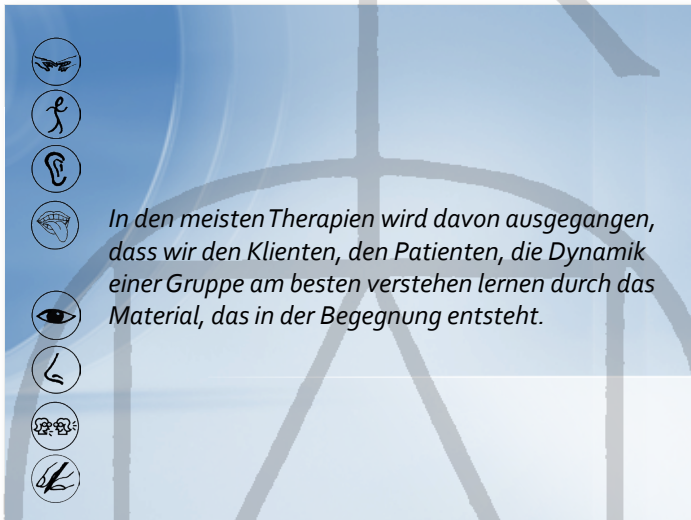 In den meisten Therapien wird davon ausgegangen,
dass wir den Klienten, den Patienten, die Dynamik
einer Gruppe am besten verstehen lernen durch das
Material, das in der Begegnung entsteht.